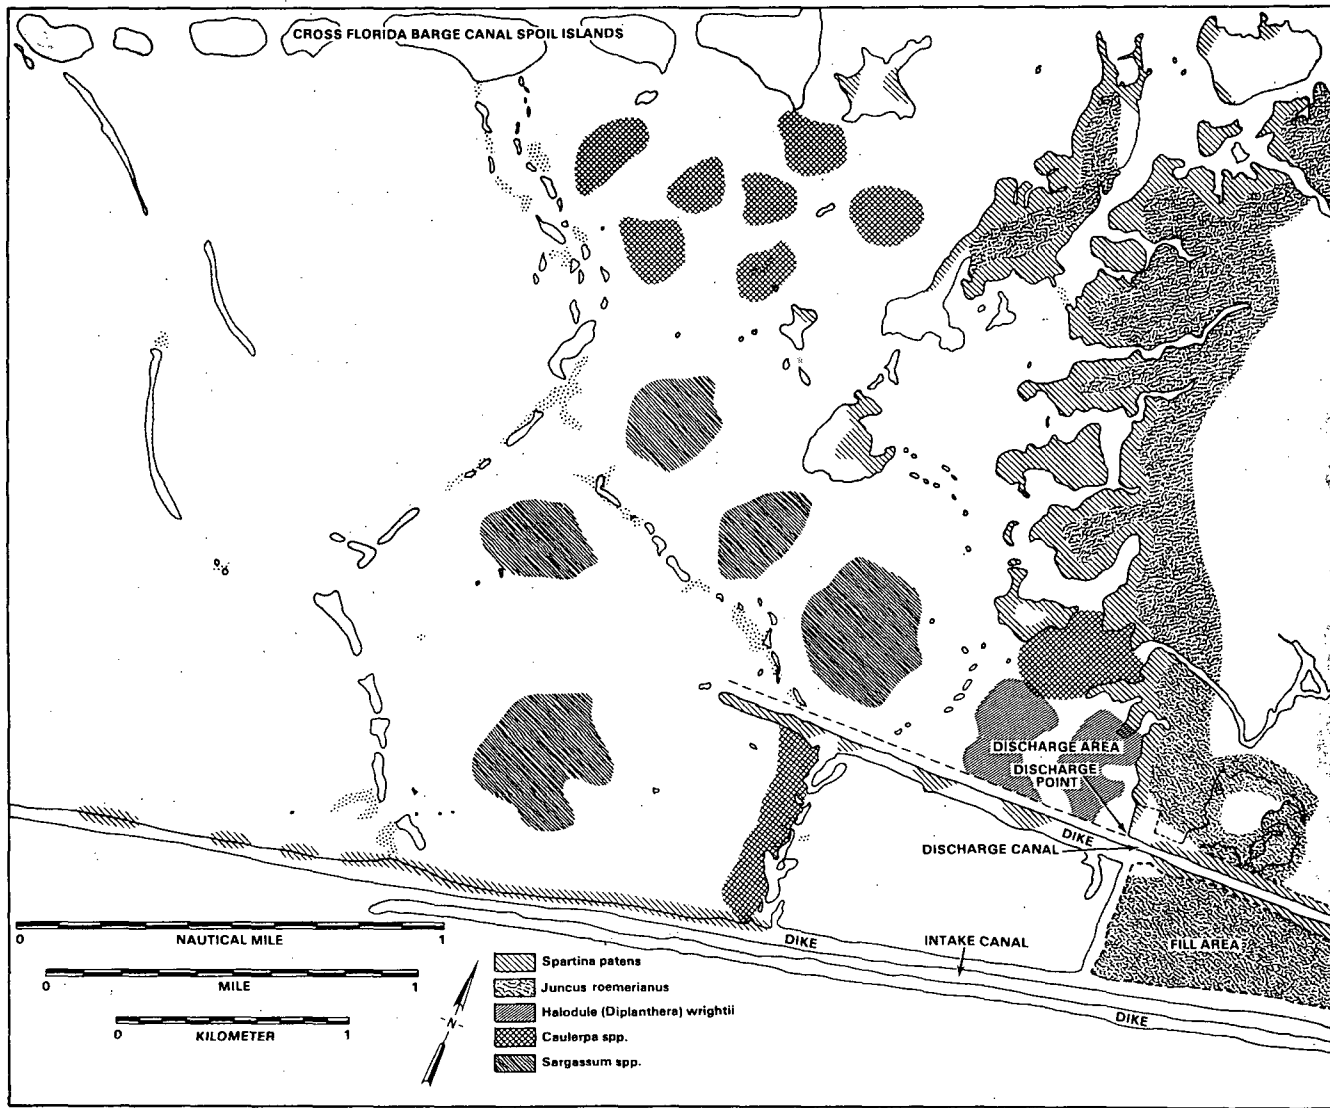 CROSS FLORIDA BARGE CANAL SPOIL ISLANDS
DISCHARGE AREA
DISCHARGE
POINT
DIKE
DISCHARGE CANAL
FILL AREA
DIKE
INTAKE CANAL
DIKE
0 1
NAUTICAL MILE
0 1
MILE
0 1
KILOMETER
N
Spartina patens
Juncus roemerianus
Halodule (Diplanthera) wrightii
Caulerpa spp.
Sargassum spp.